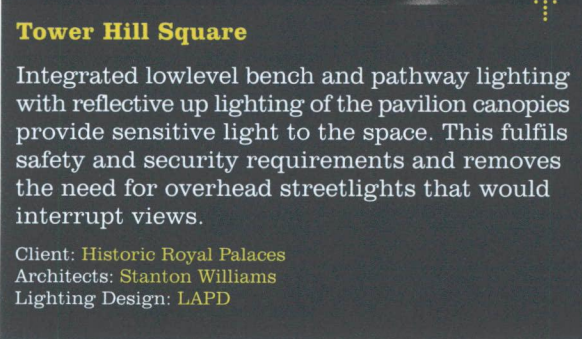 Tower Hill Square
Integrated lowlevel bench and pathway lighting
with reflective up lighting of the pavilion canopies
provide sensitive light to the space. This fulfils
safety and security requirements and removes
the need for overhead streetlights that would
interrupt views.
Client: Historic Royal Palaces
Architects: Stanton Williams
Lighting Design: LAPD